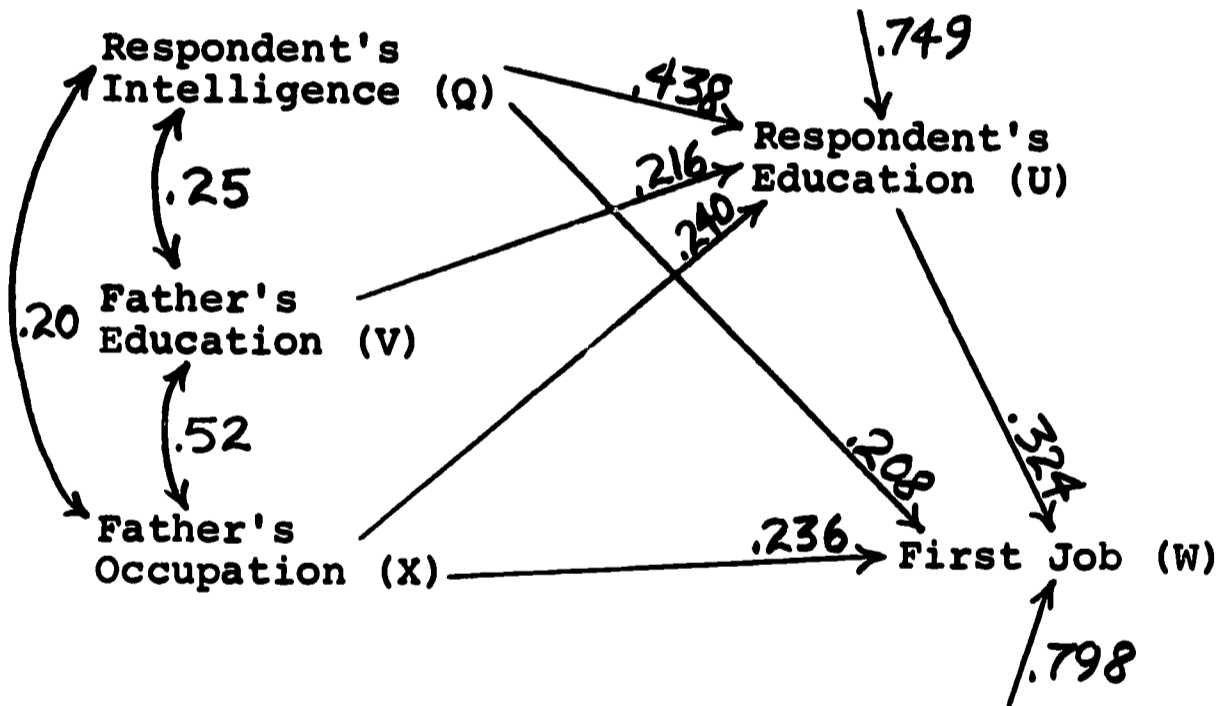 Respondent's
Intelligence (Q)
.438
.749
Respondent's
Education (U)
.25
.216
.240
.20
Father's
Education (V)
.52
.208
.324
Father's
Occupation (X)
.236
First Job (W)
.798